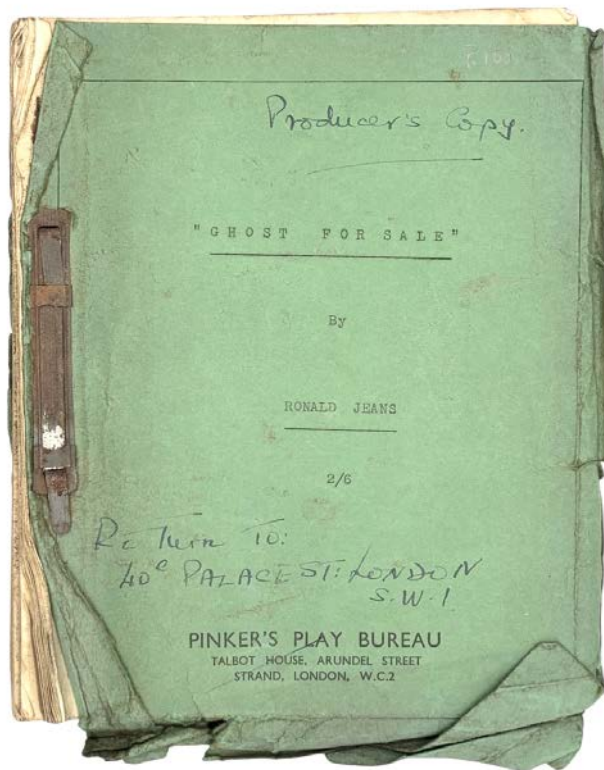 Producer's Copy.
"GHOST FOR SALE"
By
RONALD JEANS
2/6
Return TO:
40c PALACE ST: LONDON
S.W.1
PINKER'S PLAY BUREAU
TALBOT HOUSE, ARUNDEL STREET
STRAND, LONDON, W.C.2